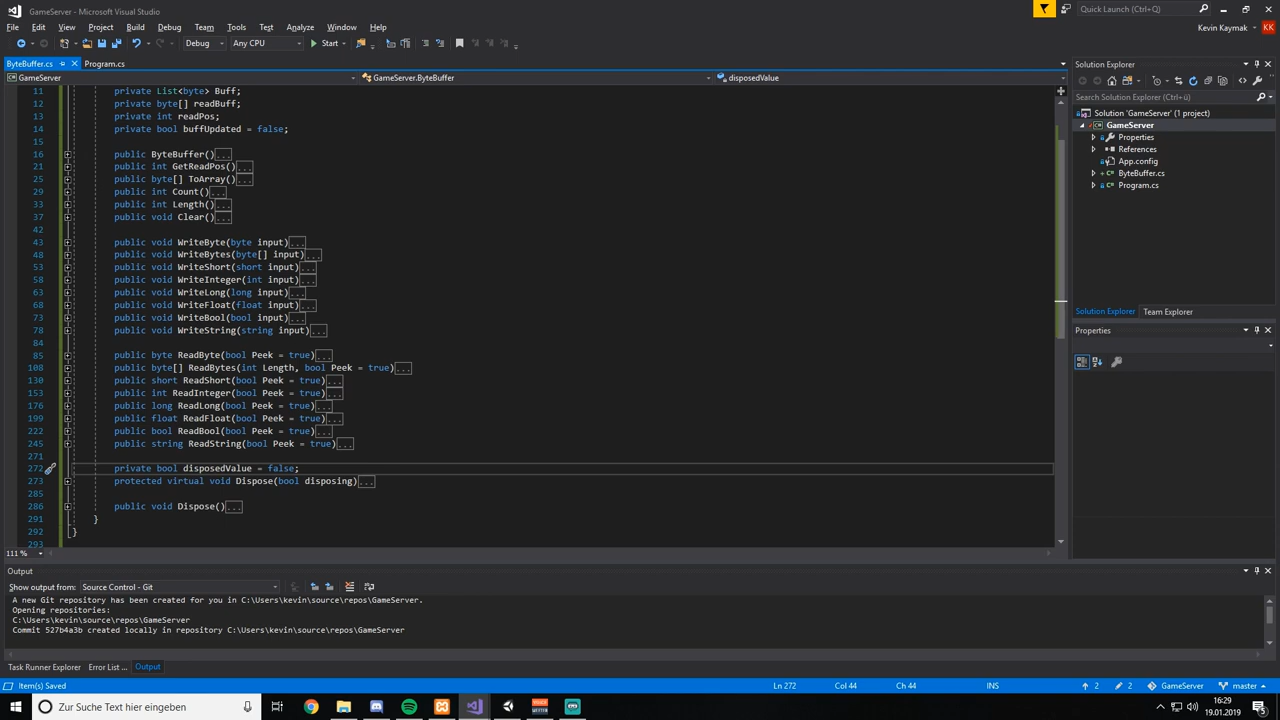 GameServer - Microsoft Visual Studio
Quick Launch (Ctrl+Q)
File Edit View Project Build Debug Team Tools Test Analyze Window Help
Kevin Kaymak KK
Debug Any CPU Start
ByteBuffer.cs Program.cs
GameServer GameServer.ByteBuffer disposedValue
11 private List<byte> Buff;
12 private byte[] readBuff;
13 private int readPos;
14 private bool buffUpdated = false;
15
16 public ByteBuffer()...
21 public int GetReadPos()...
25 public byte[] ToArray()...
29 public int Count()...
33 public int Length()...
37 public void Clear()...
42
43 public void WriteByte(byte input)...
48 public void WriteBytes(byte[] input)...
53 public void WriteShort(short input)...
58 public void WriteInteger(int input)...
63 public void WriteLong(long input)...
68 public void WriteFloat(float input)...
73 public void WriteBool(bool input)...
78 public void WriteString(string input)...
84
85 public byte ReadByte(bool Peek = true)...
108 public byte[] ReadBytes(int Length, bool Peek = true)...
130 public short ReadShort(bool Peek = true)...
153 public int ReadInteger(bool Peek = true)...
176 public long ReadLong(bool Peek = true)...
199 public float ReadFloat(bool Peek = true)...
222 public bool ReadBool(bool Peek = true)...
245 public string ReadString(bool Peek = true)...
271
272 private bool disposedValue = false;
273 protected virtual void Dispose(bool disposing)...
285
286 public void Dispose()...
291 }
292 }
293
111 %
Solution Explorer
Search Solution Explorer (Ctrl+ü)
Solution 'GameServer' (1 project)
GameServer
Properties
References
App.config
ByteBuffer.cs
Program.cs
Solution Explorer Team Explorer
Properties
Output
Show output from: Source Control - Git
A new Git repository has been created for you in C:\Users\kevin\source\repos\GameServer.
Opening repositories:
C:\Users\kevin\source\repos\GameServer
Commit 527b4a3b created locally in repository C:\Users\kevin\source\repos\GameServer
Task Runner Explorer Error List ... Output
Item(s) Saved Ln 272 Col 44 Ch 44 INS 2 2 GameServer master
Zur Suche Text hier eingeben
16:29
19.01.2019